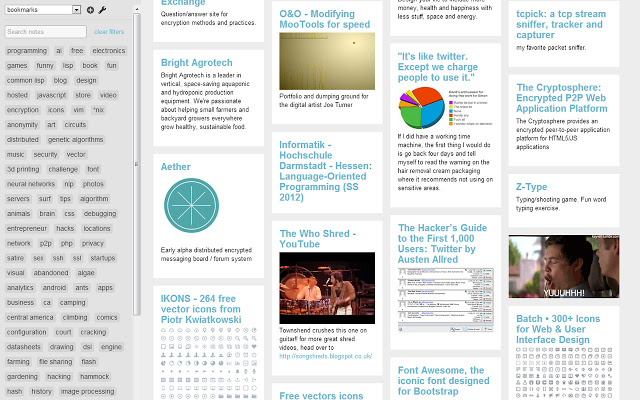 bookmarks
Search notes
clear filters
programming ai free electronics
games funny lisp book fun
common lisp blog design
hosted javascript store video
encryption icons vim *nix
anonymity art circuits
distributed genetic algorithms
music security vector
3d printing challenge font
neural networks nlp photos
servers surf tips algorithm
animals brain css debugging
entrepreneur hacks locations
network p2p php privacy
satire sex ssh ssl startups
visual abandoned algae
analytics android ants apps
business ca camping
central america climbing comics
configuration court cracking
datasheets drawing dsl engine
farming file sharing flash
gardening hacking hammock
hash history image processing
Exchange
Question/answer site for
encryption methods and practices.
Bright Agrotech
Bright Agrotech is a leader in
vertical, space-saving aquaponic
and hydroponic production
equipment. We're passionate
about helping small farmers and
backyard growers everywhere
grow healthy, sustainable food.
Aether
Early alpha distributed encrypted
messaging board / forum system
IKONS - 264 free
vector icons from
Piotr Kwiatkowski
O&O - Modifying
MooTools for speed
Portfolio and dumping ground for
the digital artist Joe Turner
Informatik -
Hochschule
Darmstadt - Hessen:
Language-Oriented
Programming (SS
2012)
The Who Shred -
YouTube
Townshend crushes this one on
guitar! for more great shred
videos, head over to
http://songshreds.blogspot.co.uk/
Free vectors icons
more money, health and happiness with
less stuff, space and energy.
"It's like twitter.
Except we charge
people to use it."
If I did have a working time
machine, the first thing I would do
is go back four days and tell
myself to read the warning on the
hair removal cream packaging
where it recommends not using on
sensitive areas.
The Hacker's Guide
to the First 1,000
Users: Twitter by
Austen Allred
Font Awesome, the
iconic font designed
for Bootstrap
tcpick: a tcp stream
sniffer, tracker and
capturer
my favorite packet sniffer.
The Cryptosphere:
Encrypted P2P Web
Application Platform
The Cryptosphere provides an
encrypted peer-to-peer application
platform for HTML5/JS
applications
Z-Type
Typing/shooting game. Fun word
typing exercise.
YUUUHH!
Batch • 300+ Icons
for Web & User
Interface Design